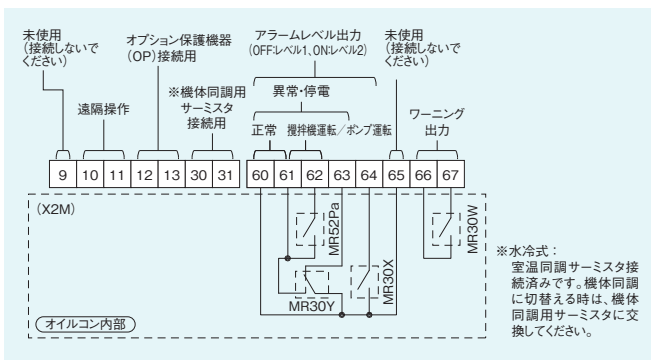 未使用
(接続しないで
ください)
オプション保護機器
(OP)接続用
遠隔操作
※機体同調用
サーミスタ
接続用
アラームレベル出力
(OFF:レベル1、ON:レベル2)
異常・停電
正常
攪拌機運転/ポンプ運転
未使用
(接続しないで
ください)
ワーニング
出力
9 10 11 12 13 30 31 60 61 62 63 64 65 66 67
(X2M)
MR52Pa
MR30Y
MR30X
MR30W
オイルコン内部
※水冷式:
室温同調サーミスタ接
続済みです。機体同調
に切替える時は、機体
同調用サーミスタに交
換してください。